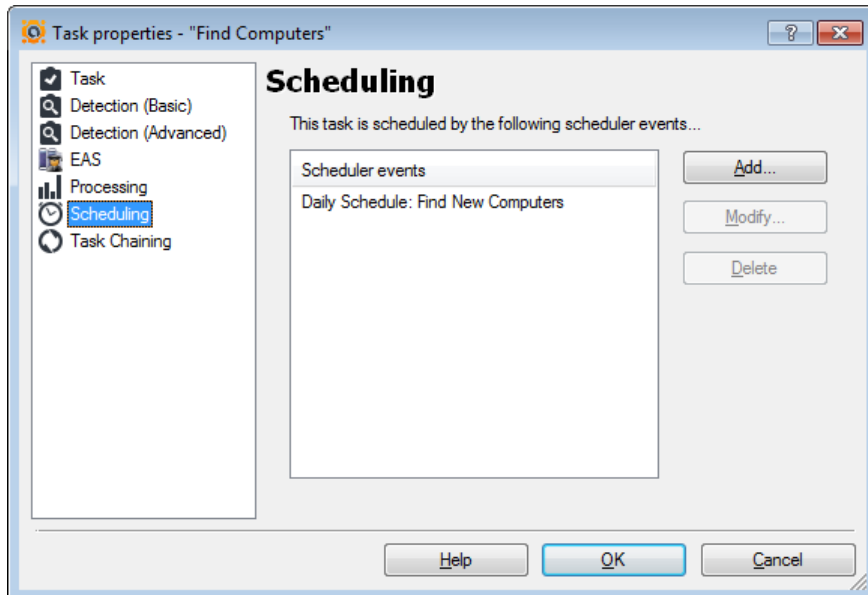 Task properties - "Find Computers"
Task
Detection (Basic)
Detection (Advanced)
EAS
Processing
Scheduling
Task Chaining
Scheduling
This task is scheduled by the following scheduler events...
Scheduler events
Daily Schedule: Find New Computers
Add...
Modify...
Delete
Help
OK
Cancel